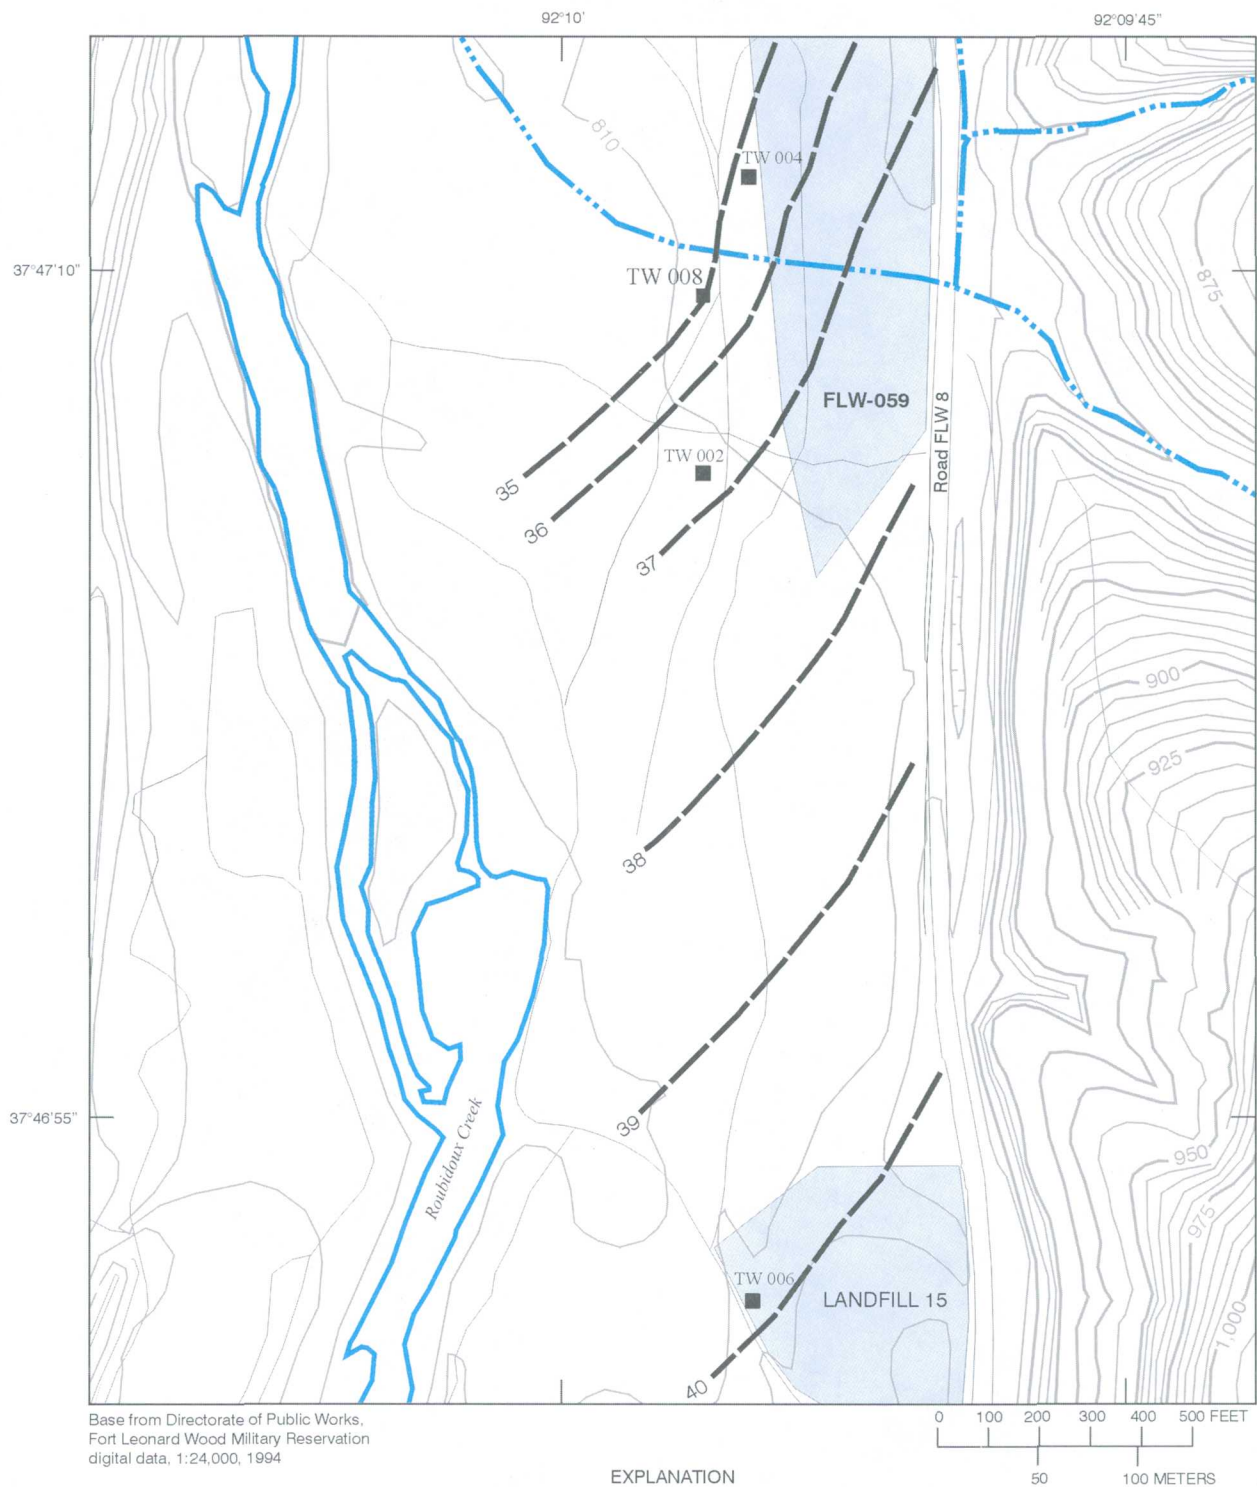 92°10'
92°09'45"
810
TW 004
37°47'10"
TW 008
875
FLW-059
Road FLW 8
TW 002
35
36
37
900
925
38
39
37°46'55"
Roubidoux Creek
950
975
TW 006
LANDFILL 15
1,000
40
Base from Directorate of Public Works,
Fort Leonard Wood Military Reservation
digital data, 1:24,000, 1994
0 100 200 300 400 500 FEET
50 100 METERS
EXPLANATION